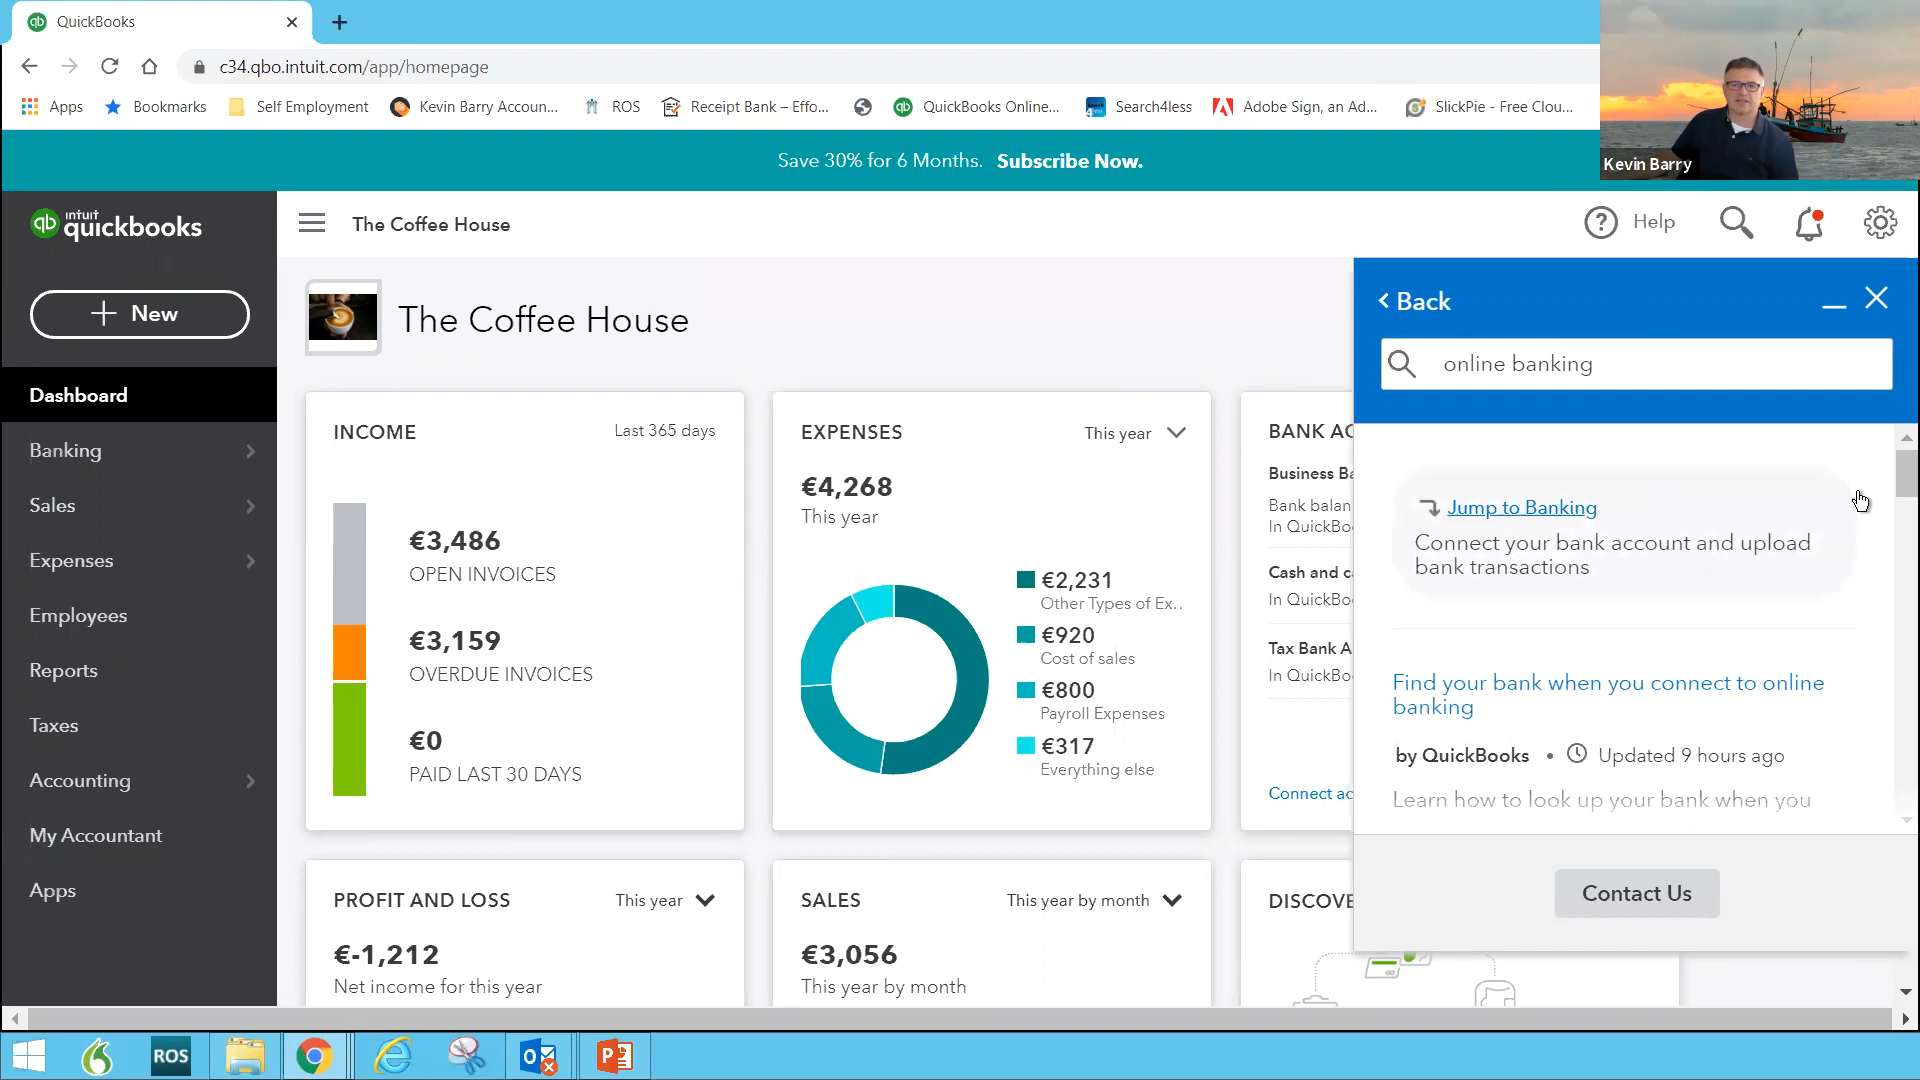 QuickBooks
c34.qbo.intuit.com/app/homepage
Apps
Bookmarks
Self Employment
Kevin Barry Accoun...
ROS
Receipt Bank – Effo...
QuickBooks Online...
Search4less
Adobe Sign, an Ad...
SlickPie - Free Clou...
Kevin Barry
Save 30% for 6 Months. Subscribe Now.
qb intuit quickbooks
The Coffee House
Help
New
Dashboard
Banking
Sales
Expenses
Employees
Reports
Taxes
Accounting
My Accountant
Apps
The Coffee House
INCOME
Last 365 days
€3,486
OPEN INVOICES
€3,159
OVERDUE INVOICES
€0
PAID LAST 30 DAYS
EXPENSES
This year
€4,268
This year
€2,231
Other Types of Ex..
€920
Cost of sales
€800
Payroll Expenses
€317
Everything else
BANK AC
Business Ba
Bank balan
In QuickBo
Cash and c
In QuickBo
Tax Bank A
In QuickBo
Connect ac
PROFIT AND LOSS
This year
€-1,212
Net income for this year
SALES
This year by month
€3,056
This year by month
DISCOVE
Back
online banking
Jump to Banking
Connect your bank account and upload
bank transactions
Find your bank when you connect to online
banking
by QuickBooks • Updated 9 hours ago
Learn how to look up your bank when you
Contact Us
ROS